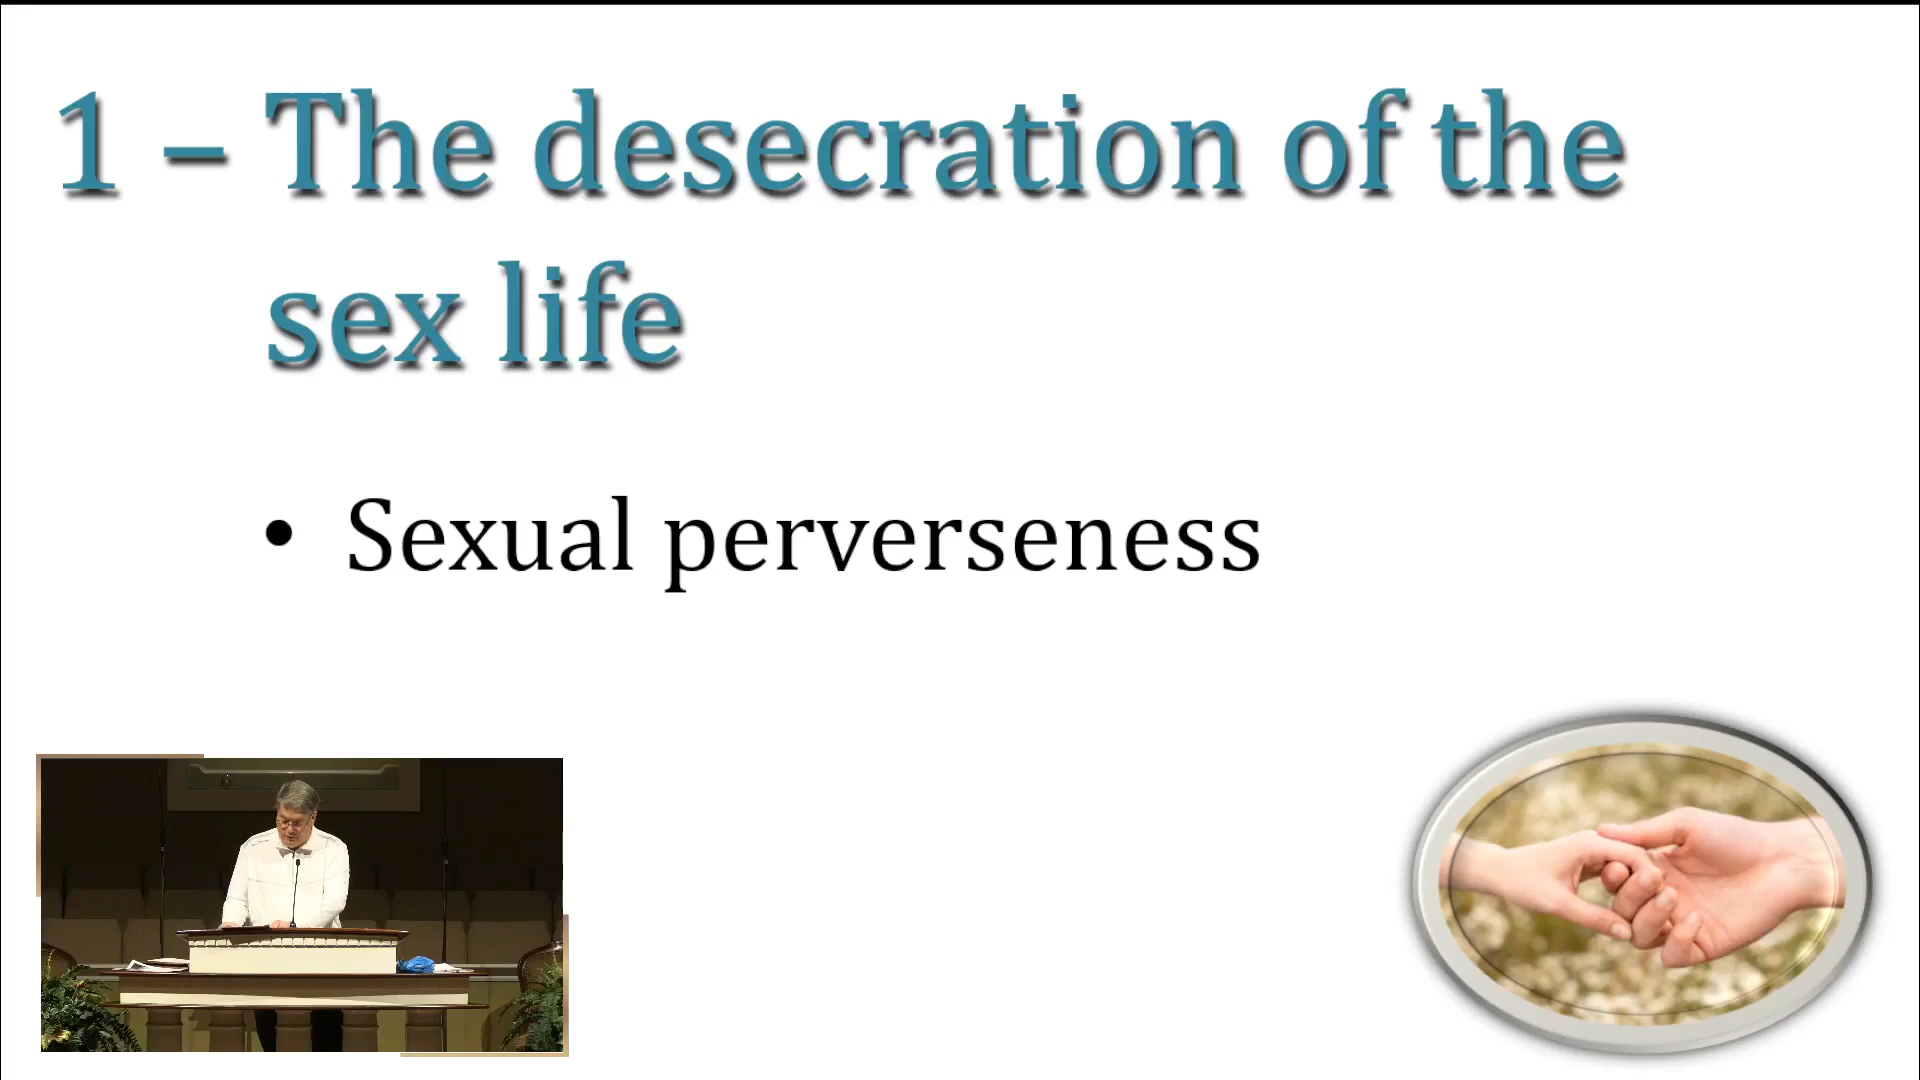 1 – The desecration of the
sex life
• Sexual perverseness